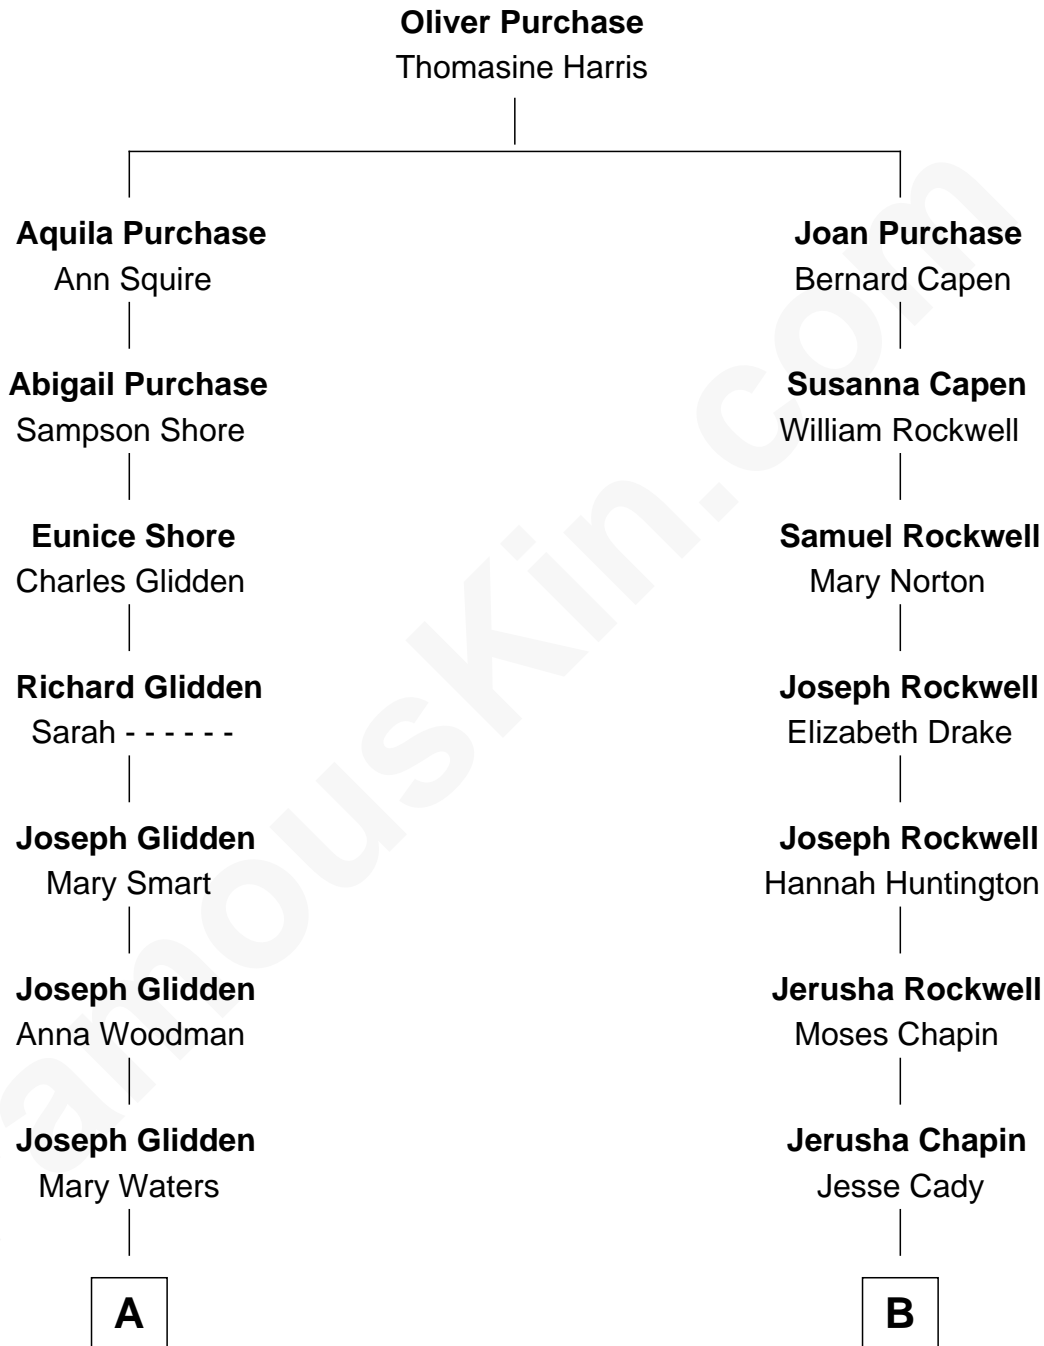 Oliver Purchase
Thomasine Harris
Aquila Purchase
Ann Squire
Joan Purchase
Bernard Capen
Abigail Purchase
Sampson Shore
Susanna Capen
William Rockwell
Eunice Shore
Charles Glidden
Samuel Rockwell
Mary Norton
Richard Glidden
Sarah - - - - - -
Joseph Rockwell
Elizabeth Drake
Joseph Glidden
Mary Smart
Joseph Rockwell
Hannah Huntington
Joseph Glidden
Anna Woodman
Jerusha Rockwell
Moses Chapin
Joseph Glidden
Mary Waters
Jerusha Chapin
Jesse Cady
A
B
amousKin.com